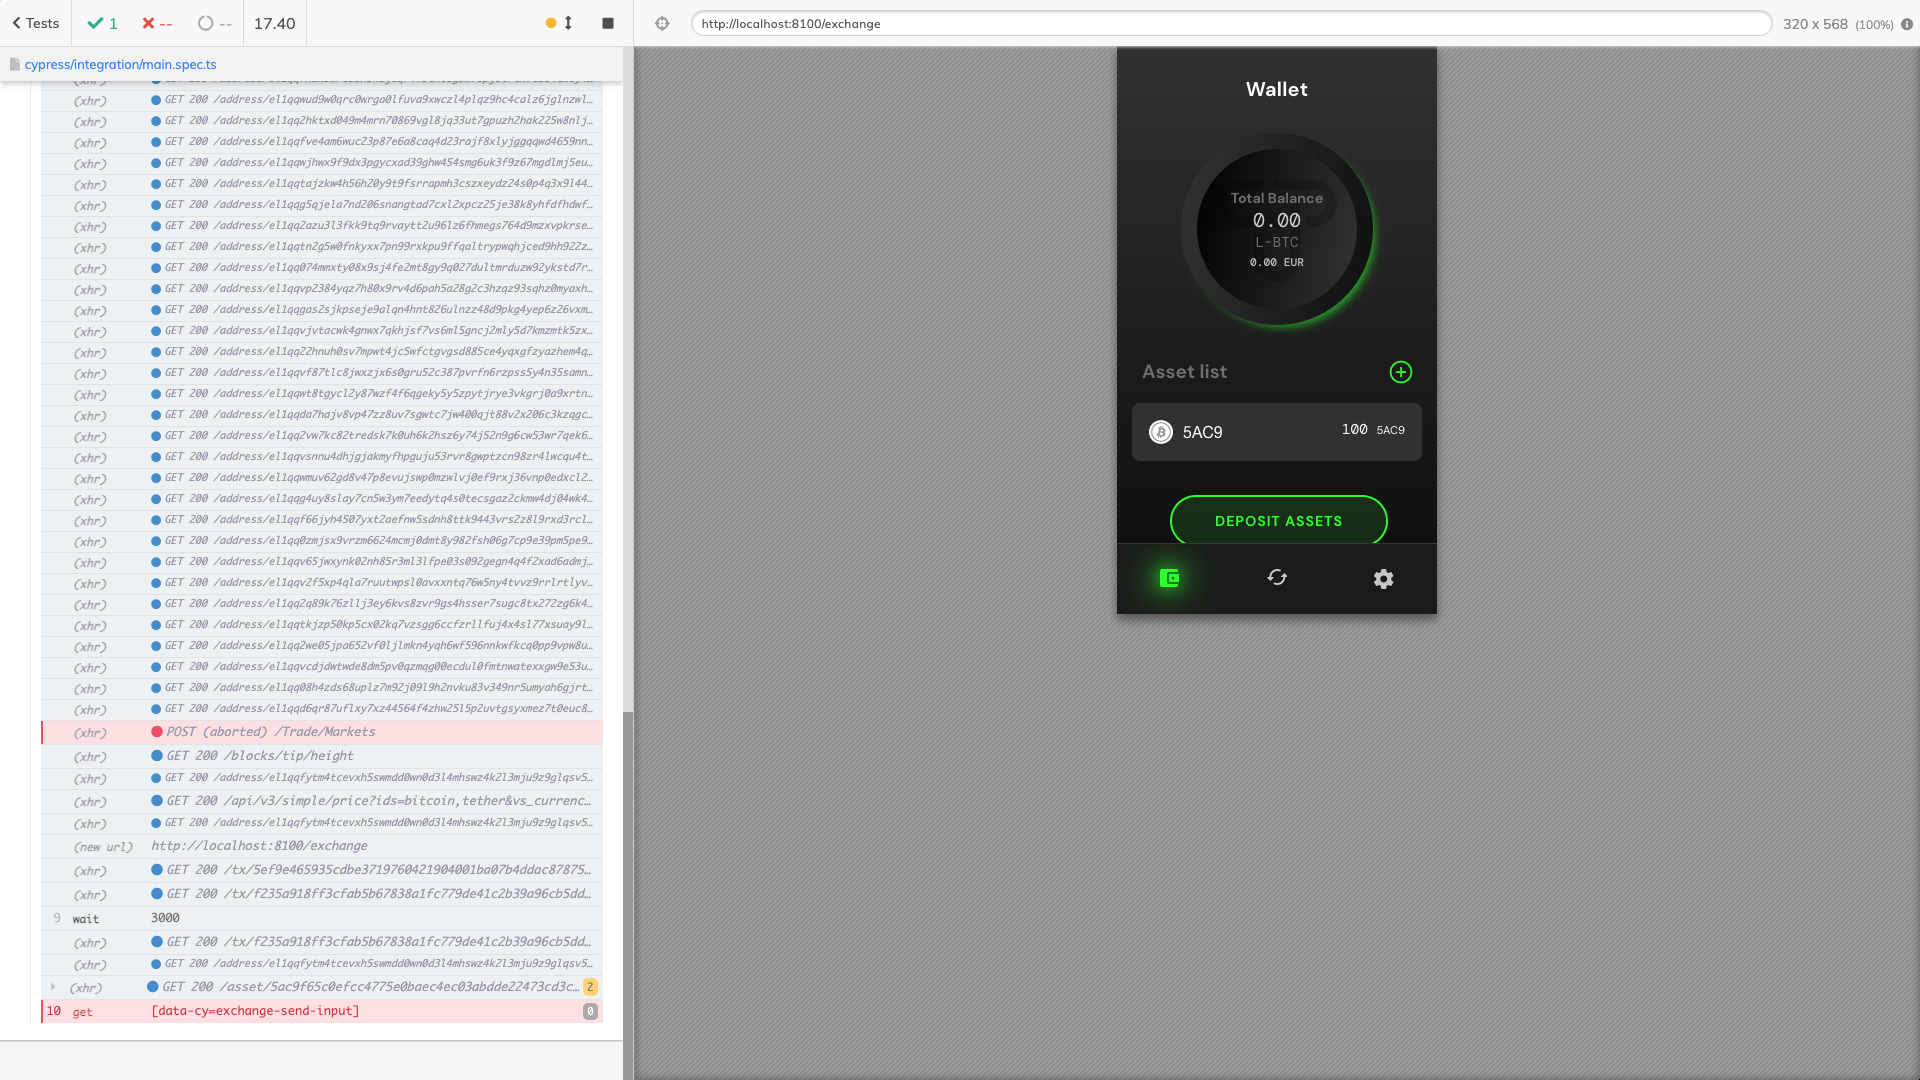 Tests
1
--
--
17.40
http://localhost:8100/exchange
320 x 568 (100%)
cypress/integration/main.spec.ts
(xhr) GET 200 /address/el1qqwud9w0qrc0wrga0lfuva9xwczl4plqz9hc4calz6jglnzwl…
(xhr) GET 200 /address/el1qq2hktxd049m4mrn70869vgl8jq33ut7gpuzh2hak225w8nlj…
(xhr) GET 200 /address/el1qqfve4am6wuc23p87e6a8caq4d23rajf8xlyjggqqwd4659nn…
(xhr) GET 200 /address/el1qqwjhwx9f9dx3pgycxad39ghw454smg6uk3f9z67mgdlmj5eu…
(xhr) GET 200 /address/el1qqtajzkw4h56h20y9t9fsrrapmh3cszxeydz24s0p4q3x9l44…
(xhr) GET 200 /address/el1qqg5qjela7nd206snangtad7cxl2xpcz25je38k8yhfdfhdwf…
(xhr) GET 200 /address/el1qq2azu3l3fkk9tq9rvaytt2u96lz6fhmegs764d9mzxvpkrse…
(xhr) GET 200 /address/el1qqtn2g5w0fnkyxx7pn99rxkpu9ffqaltrypwqhjced9hh922z…
(xhr) GET 200 /address/el1qq074mmxty08x9sj4fe2mt8gy9q027dultmrduzw92ykstd7r…
(xhr) GET 200 /address/el1qqvp2384yqz7h80x9rv4d6pah5a28g2c3hzqz93sqhz0myaxh…
(xhr) GET 200 /address/el1qqgas2sjkpseje9alqn4hnt826ulnzz48d9pkg4yep6z26vxm…
(xhr) GET 200 /address/el1qqvjvtacwk4gnwx7qkhjsf7vs6ml5gncj2mly5d7kmzmtk5zx…
(xhr) GET 200 /address/el1qq22hnuh0sv7mpwt4jc5wfctgvgsd885ce4yqxgfzyazhem4q…
(xhr) GET 200 /address/el1qqvf87tlc8jwxzjx6s0gru52c387pvrfn6rzpss5y4n35samn…
(xhr) GET 200 /address/el1qqwt8tgycl2y87wzf4f6qgeky5y5zpytjrye3vkgrj0a9xrtn…
(xhr) GET 200 /address/el1qqda7hajv8vp47zz8uv7sgwtc7jw400qjt88v2x206c3kzqgc…
(xhr) GET 200 /address/el1qq2vw7kc82tredsk7k0uh6k2hsz6y74j52n9g6cw53wr7qek6…
(xhr) GET 200 /address/el1qqvsnnu4dhjgjakmyfhpguju53rvr8gwptzcn98zr4lwcqu4t…
(xhr) GET 200 /address/el1qqwmuv62gd8v47p8evujswp0mzwlvj0ef9rxj36vnp0edxcl2…
(xhr) GET 200 /address/el1qqg4uy8slay7cn5w3ym7eedytq4s0tecsgaz2ckmw4dj04wk4…
(xhr) GET 200 /address/el1qqf66jyh4507yxt2aefnw5sdnh8ttk9443vrs2z8l9rxd3rcl…
(xhr) GET 200 /address/el1qq0zmjsx9vrzm6624mcmj0dmt8y982fsh06g7cp9e39pm5pe9…
(xhr) GET 200 /address/el1qqv65jwxynk02nh85r3ml3lfpe03s092gegn4q4f2xad6admj…
(xhr) GET 200 /address/el1qqv2f5xp4qla7ruutwpsl0avxxntq76w5ny4tvvz9rrlrtlyv…
(xhr) GET 200 /address/el1qq2q89k76zllj3ey6kvs8zvr9gs4hsser7sugc8tx272zg6k4…
(xhr) GET 200 /address/el1qqtkjzp50kp5cx02kq7vzsgg6ccfzrllfuj4x4sl77xsuay9l…
(xhr) GET 200 /address/el1qq2we05jpa652vf0ljlmkn4yqh6wf596nnkwfkcq0pp9vpw8u…
(xhr) GET 200 /address/el1qqvcdjdwtwde8dm5pv0qzmqg00ecdul0fmtnwatexxgw9e53u…
(xhr) GET 200 /address/el1qq08h4zds68uplz7m92j09l9h2nvku83v349nr5umyah6gjrt…
(xhr) GET 200 /address/el1qqd6qr87uflxy7xz44564f4zhw25l5p2uvtgsyxmez7t0euc8…
(xhr) POST (aborted) /Trade/Markets
(xhr) GET 200 /blocks/tip/height
(xhr) GET 200 /address/el1qqfytm4tcevxh5swmdd0wn0d3l4mhswz4k2l3mju9z9glqsv5…
(xhr) GET 200 /api/v3/simple/price?ids=bitcoin,tether&vs_currenc…
(xhr) GET 200 /address/el1qqfytm4tcevxh5swmdd0wn0d3l4mhswz4k2l3mju9z9glqsv5…
(new url) http://localhost:8100/exchange
(xhr) GET 200 /tx/5ef9e465935cdbe3719760421904001ba07b4ddac87875…
(xhr) GET 200 /tx/f235a918ff3cfab5b67838a1fc779de41c2b39a96cb5dd…
9 wait 3000
(xhr) GET 200 /tx/f235a918ff3cfab5b67838a1fc779de41c2b39a96cb5dd…
(xhr) GET 200 /address/el1qqfytm4tcevxh5swmdd0wn0d3l4mhswz4k2l3mju9z9glqsv5…
(xhr) GET 200 /asset/5ac9f65c0efcc4775e0baec4ec03abdde22473cd3c… 2
10 get [data-cy=exchange-send-input] 0
Wallet
Total Balance
0.00
L-BTC
0.00 EUR
Asset list
5AC9
100 5AC9
DEPOSIT ASSETS